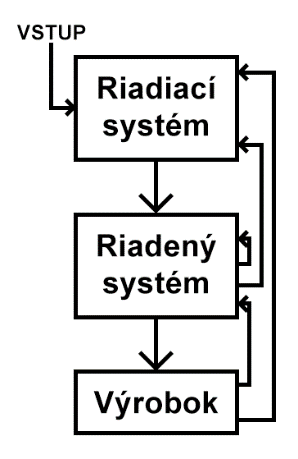 VSTUP
Riadiací
systém
Riadený
systém
Výrobok